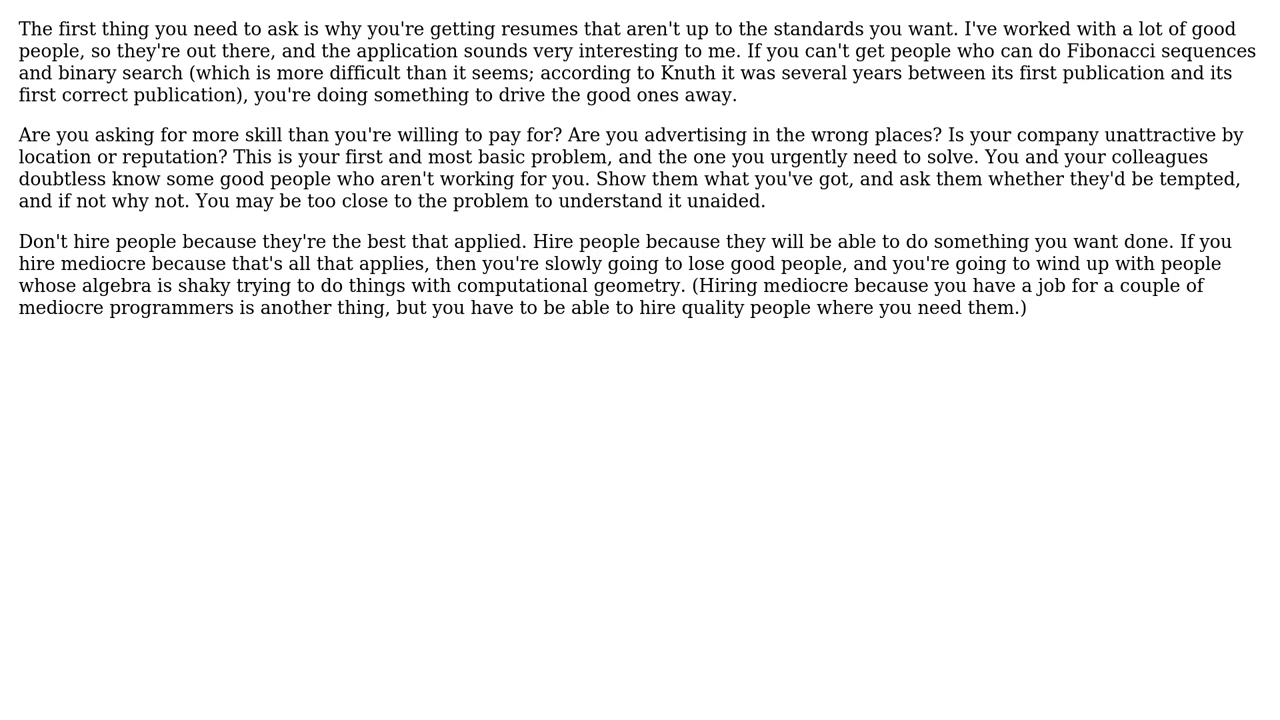 The first thing you need to ask is why you're getting resumes that aren't up to the standards you want. I've worked with a lot of good
people, so they're out there, and the application sounds very interesting to me. If you can't get people who can do Fibonacci sequences
and binary search (which is more difficult than it seems; according to Knuth it was several years between its first publication and its
first correct publication), you're doing something to drive the good ones away.
Are you asking for more skill than you're willing to pay for? Are you advertising in the wrong places? Is your company unattractive by
location or reputation? This is your first and most basic problem, and the one you urgently need to solve. You and your colleagues
doubtless know some good people who aren't working for you. Show them what you've got, and ask them whether they'd be tempted,
and if not why not. You may be too close to the problem to understand it unaided.
Don't hire people because they're the best that applied. Hire people because they will be able to do something you want done. If you
hire mediocre because that's all that applies, then you're slowly going to lose good people, and you're going to wind up with people
whose algebra is shaky trying to do things with computational geometry. (Hiring mediocre because you have a job for a couple of
mediocre programmers is another thing, but you have to be able to hire quality people where you need them.)